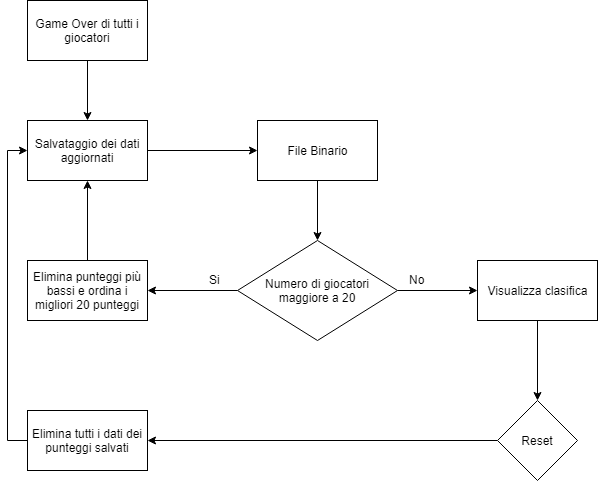 Game Over di tutti i
giocatori
Salvataggio dei dati
aggiornati
File Binario
Elimina punteggi più
bassi e ordina i
migliori 20 punteggi
Si
Numero di giocatori
maggiore a 20
No
Visualizza clasifica
Elimina tutti i dati dei
punteggi salvati
Reset